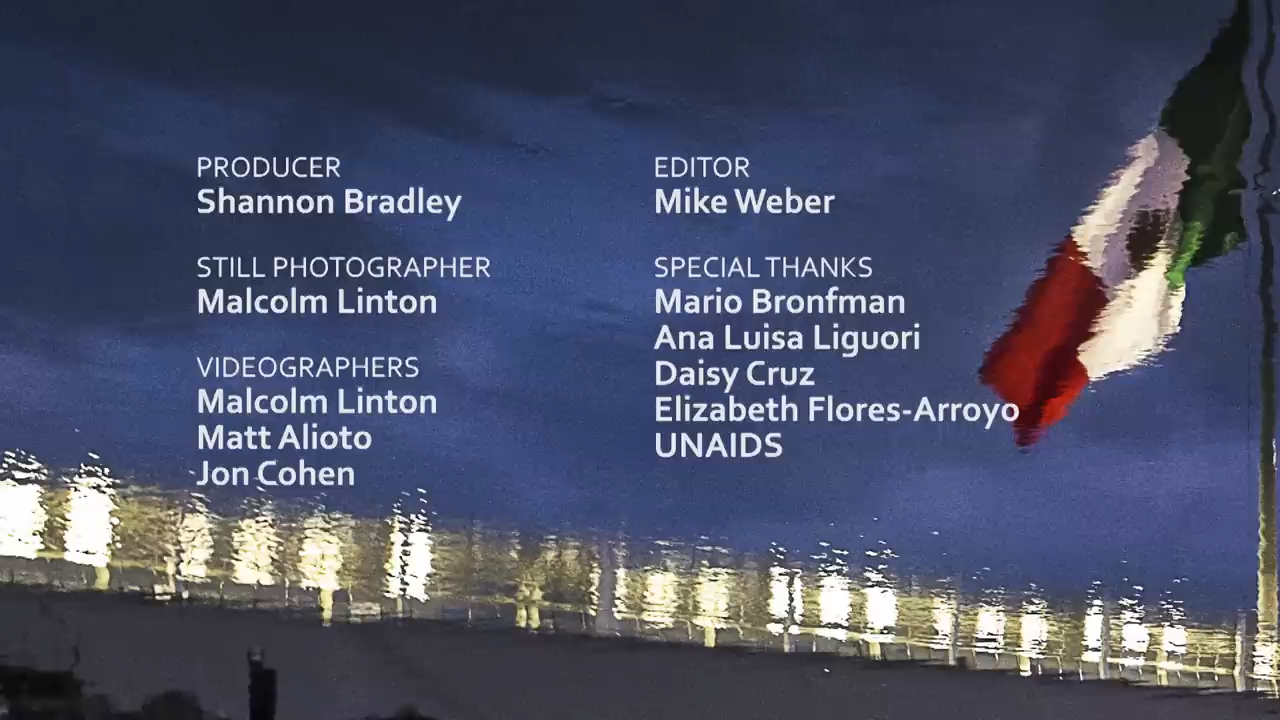 PRODUCER
Shannon Bradley
STILL PHOTOGRAPHER
Malcolm Linton
VIDEOGRAPHERS
Malcolm Linton
Matt Alioto
Jon Cohen
EDITOR
Mike Weber
SPECIAL THANKS
Mario Bronfman
Ana Luisa Liguori
Daisy Cruz
Elizabeth Flores-Arroyo
UNAIDS